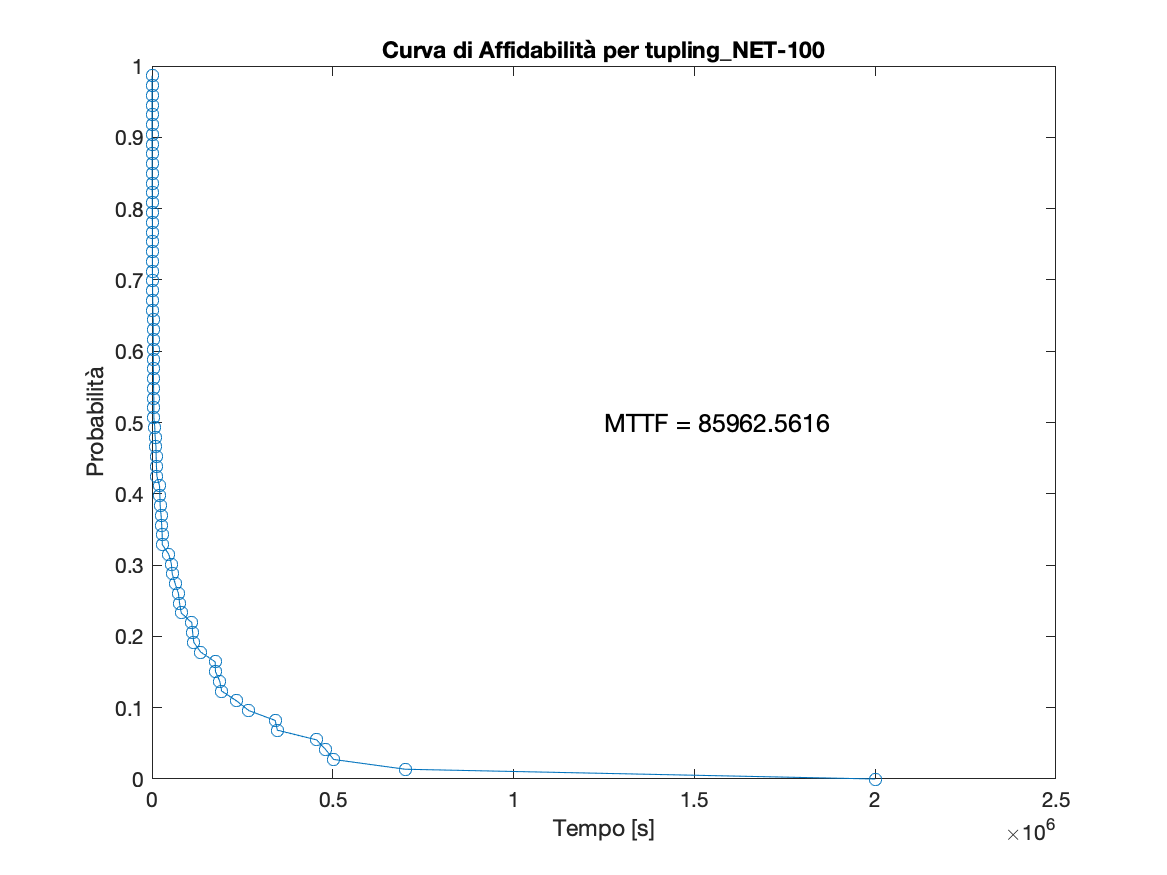 Curva di Affidabilità per tupling_NET-100
1
0.9
0.8
0.7
0.6
0.5
0.4
0.3
0.2
0.1
0
Probabilità
MTTF = 85962.5616
0 0.5 1 1.5 2 2.5
Tempo [s]
×10⁶